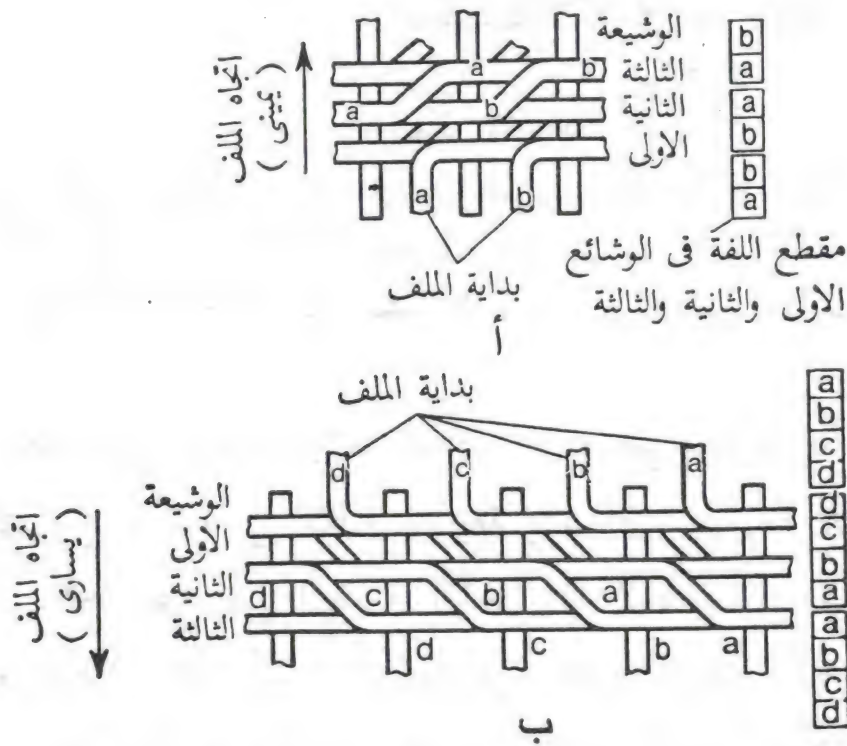 الوشيعة
الثالثة
الثانية
الاولى
اتجاه الملف
( يمينى )
a
b
a
b
a
b
b
a
a
b
b
a
مقطع اللفة فى الوشائع
الاولى والثانية والثالثة
بداية الملف
أ
بداية الملف
d
c
b
a
الوشيعة
الاولى
الثانية
الثالثة
اتجاه الملف
( يسارى )
d
c
b
a
d
c
b
a
a
b
c
d
d
c
b
a
a
b
c
d
ب